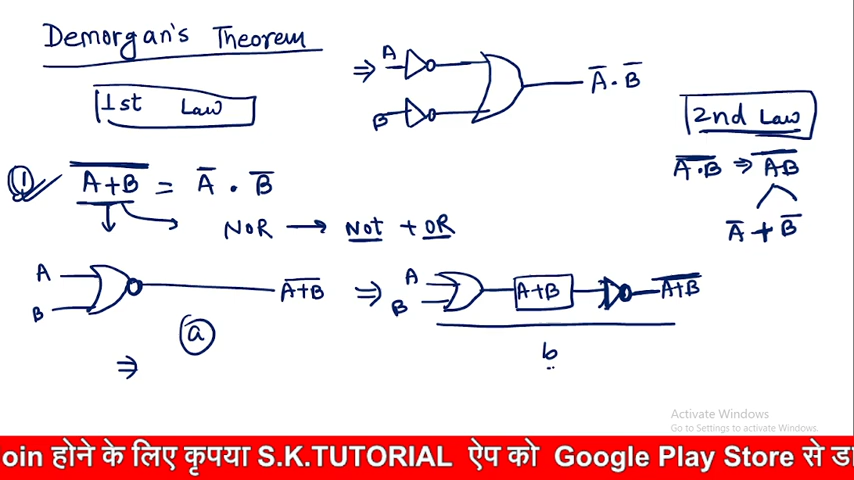 Demorgan's Theorem
1st Law
⇒ A
B
A̅ . B̅
2nd Law
A̅.̅B̅ ⇒ A̅B̅
A̅ + B̅
① A̅+̅B̅ = A̅ . B̅
NOR → Not + OR
A
B
A̅+̅B̅ ⇒
A
B
A+B
A̅+̅B̅
a
b
⇒
Activate Windows
Go to Settings to activate Windows.
oin होने के लिए कृपया S.K.TUTORIAL ऐप को Google Play Store से डा